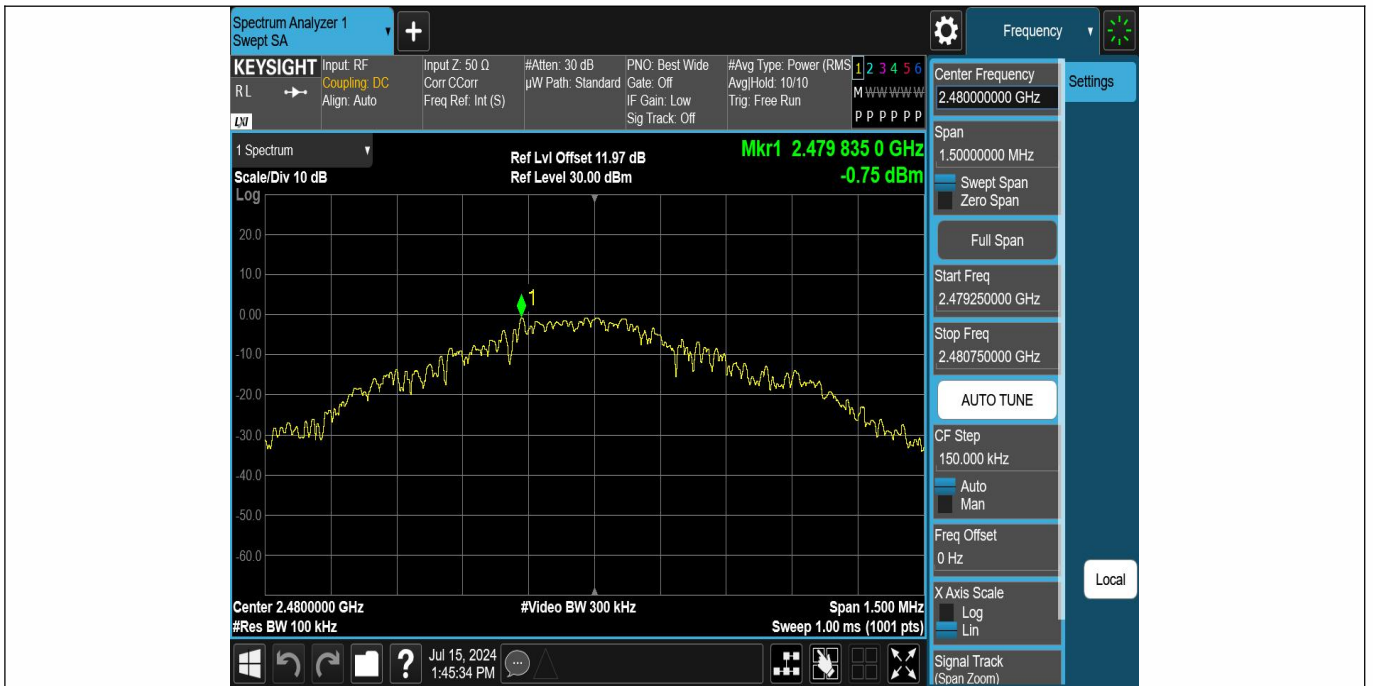 Spectrum Analyzer 1
Swept SA
+
Frequency
KEYSIGHT
RL
LXI
Input: RF
Coupling: DC
Align: Auto
Input Z: 50 Ω
Corr CCorr
Freq Ref: Int (S)
#Atten: 30 dB
µW Path: Standard
PNO: Best Wide
Gate: Off
IF Gain: Low
Sig Track: Off
#Avg Type: Power (RMS
Avg|Hold: 10/10
Trig: Free Run
1 2 3 4 5 6
M W W W W W
P P P P P P
1 Spectrum
Scale/Div 10 dB
Log
Ref Lvl Offset 11.97 dB
Ref Level 30.00 dBm
Mkr1 2.479 835 0 GHz
-0.75 dBm
20.0
10.0
0.00
-10.0
-20.0
-30.0
-40.0
-50.0
-60.0
1
Center 2.4800000 GHz
#Res BW 100 kHz
#Video BW 300 kHz
Span 1.500 MHz
Sweep 1.00 ms (1001 pts)
?
Jul 15, 2024
1:45:34 PM
Center Frequency
2.480000000 GHz
Settings
Span
1.50000000 MHz
Swept Span
Zero Span
Full Span
Start Freq
2.479250000 GHz
Stop Freq
2.480750000 GHz
AUTO TUNE
CF Step
150.000 kHz
Auto
Man
Freq Offset
0 Hz
Local
X Axis Scale
Log
Lin
Signal Track
(Span Zoom)